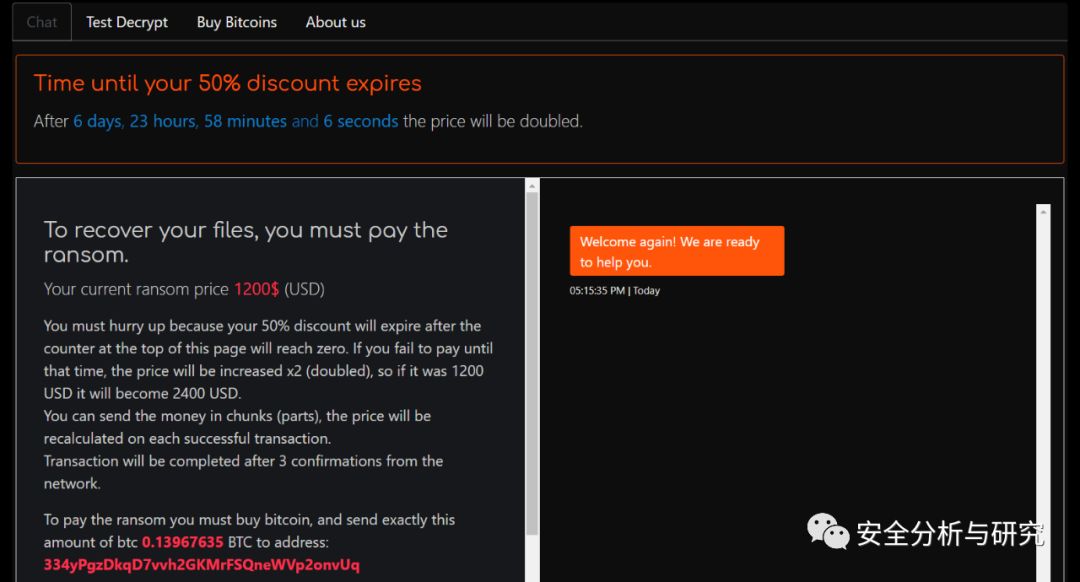 Chat Test Decrypt Buy Bitcoins About us
Time until your 50% discount expires
After 6 days, 23 hours, 58 minutes and 6 seconds the price will be doubled.
To recover your files, you must pay the
ransom.
Your current ransom price 1200$ (USD)
You must hurry up because your 50% discount will expire after the
counter at the top of this page will reach zero. If you fail to pay until
that time, the price will be increased x2 (doubled), so if it was 1200
USD it will become 2400 USD.
You can send the money in chunks (parts), the price will be
recalculated on each successful transaction.
Transaction will be completed after 3 confirmations from the
network.
To pay the ransom you must buy bitcoin, and send exactly this
amount of btc 0.13967635 BTC to address:
334yPgzDkqD7vvh2GKMrFSQneWVp2onvUq
Welcome again! We are ready
to help you.
05:15:35 PM | Today
安全分析与研究